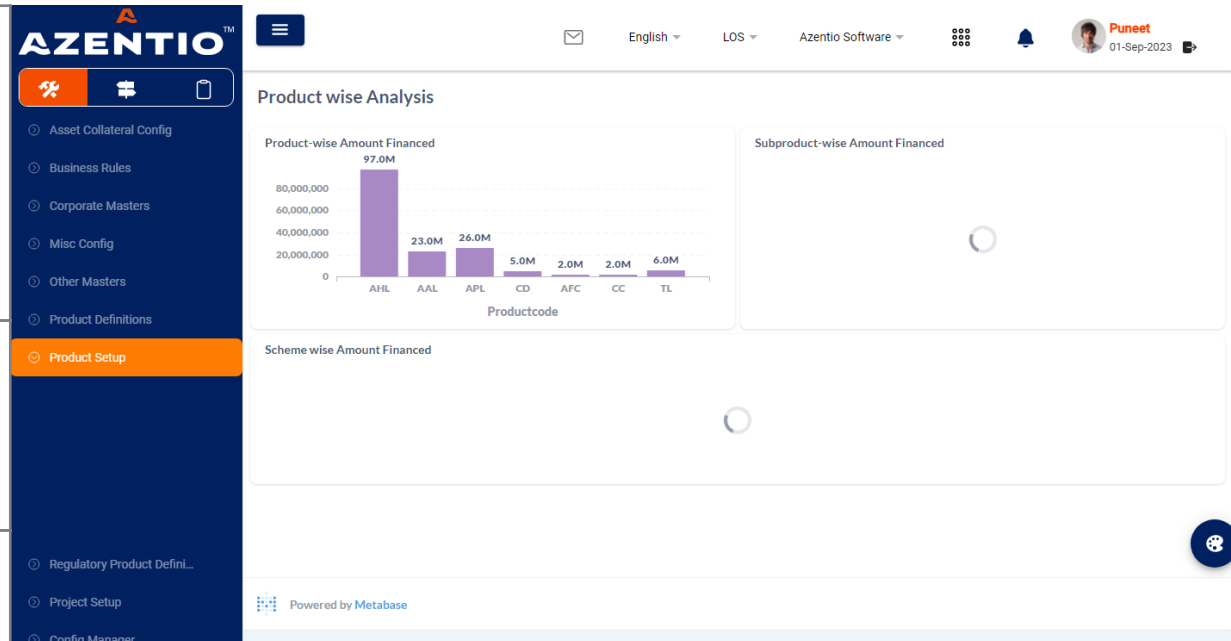 AZENTIO™
English
LOS
Azentio Software
Puneet
01-Sep-2023
Asset Collateral Config
Business Rules
Corporate Masters
Misc Config
Other Masters
Product Definitions
Product Setup
Regulatory Product Defini...
Project Setup
Config Manager
Product wise Analysis
Product-wise Amount Financed
97.0M
80,000,000
60,000,000
40,000,000
20,000,000
0
23.0M
26.0M
5.0M
2.0M
2.0M
6.0M
AHL AAL APL CD AFC CC TL
Productcode
Subproduct-wise Amount Financed
Scheme wise Amount Financed
Powered by Metabase